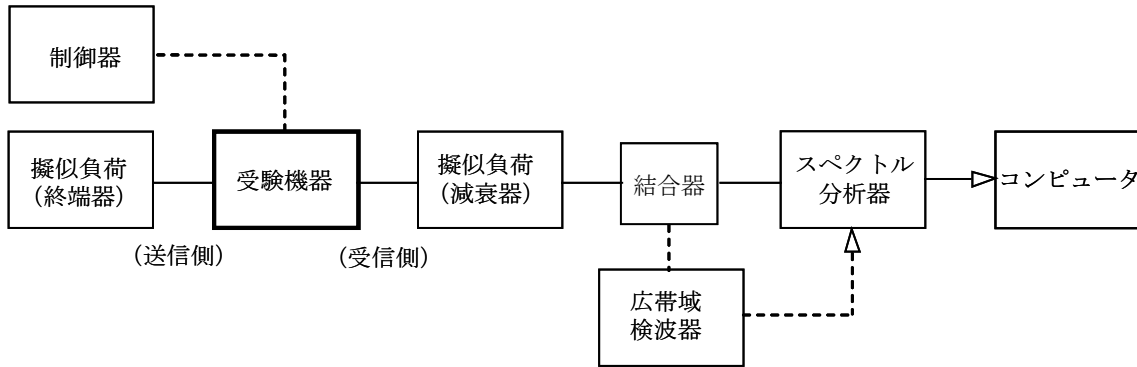 制御器
擬似負荷
（終端器）
受験機器
擬似負荷
（減衰器）
結合器
スペクトル
分析器
コンピュータ
（送信側）
（受信側）
広帯域
検波器